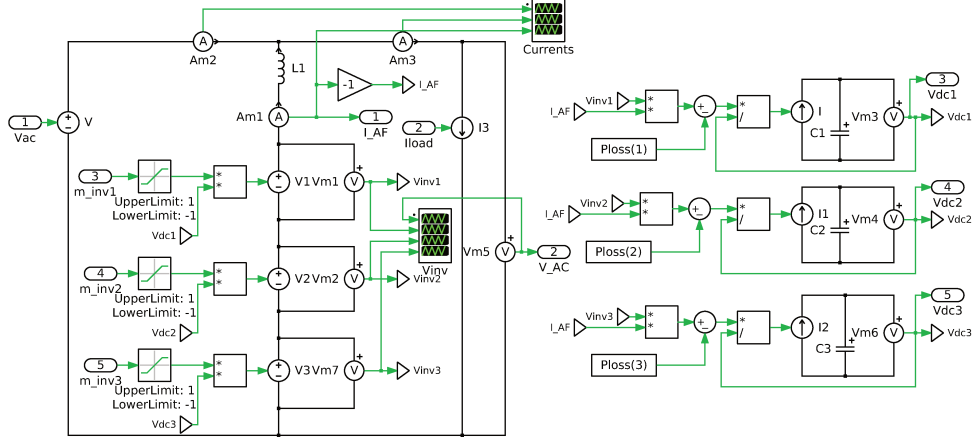 Currents
A
Am2
A
Am3
L1
-1
I_AF
Am1
A
1
I_AF
2
Iload
I3
1
Vac
V
3
m_inv1
UpperLimit: 1
LowerLimit: -1
Vdc1
*
*
V1
Vm1
V
Vinv1
Vinv
Vm5
V
2
V_AC
4
m_inv2
UpperLimit: 1
LowerLimit: -1
Vdc2
*
*
V2
Vm2
V
Vinv2
5
m_inv3
UpperLimit: 1
LowerLimit: -1
Vdc3
*
*
V3
Vm7
V
Vinv3
I_AF
Vinv1
*
*
Ploss(1)
*
/
I
C1
Vm3
V
3
Vdc1
Vdc1
I_AF
Vinv2
*
*
Ploss(2)
*
/
I1
C2
Vm4
V
4
Vdc2
Vdc2
I_AF
Vinv3
*
*
Ploss(3)
*
/
I2
C3
Vm6
V
5
Vdc3
Vdc3